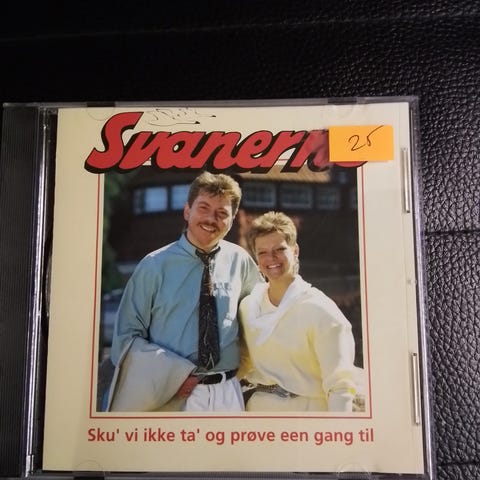 Svanerne
25
Sku' vi ikke ta' og prøve een gang til